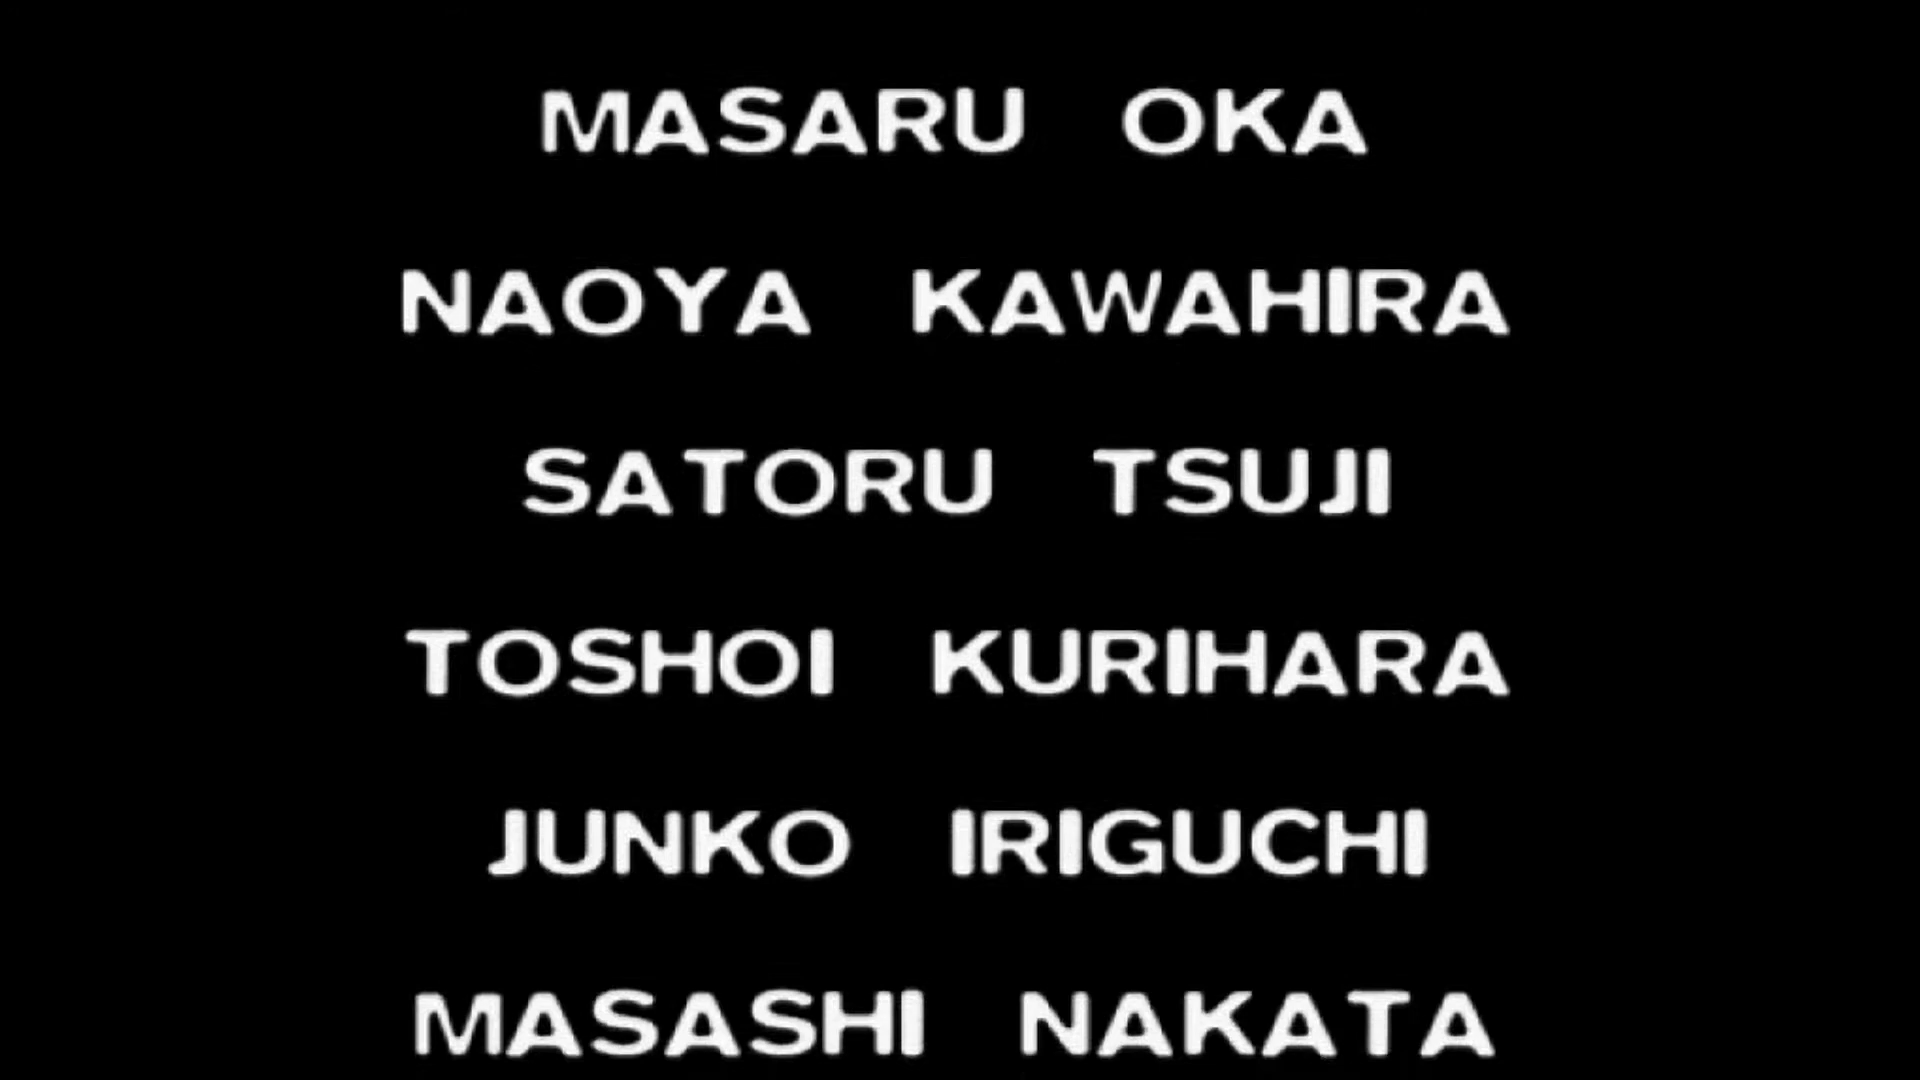 MASARU OKA
NAOYA KAWAHIRA
SATORU TSUJI
TOSHOI KURIHARA
JUNKO IRIGUCHI
MASASHI NAKATA